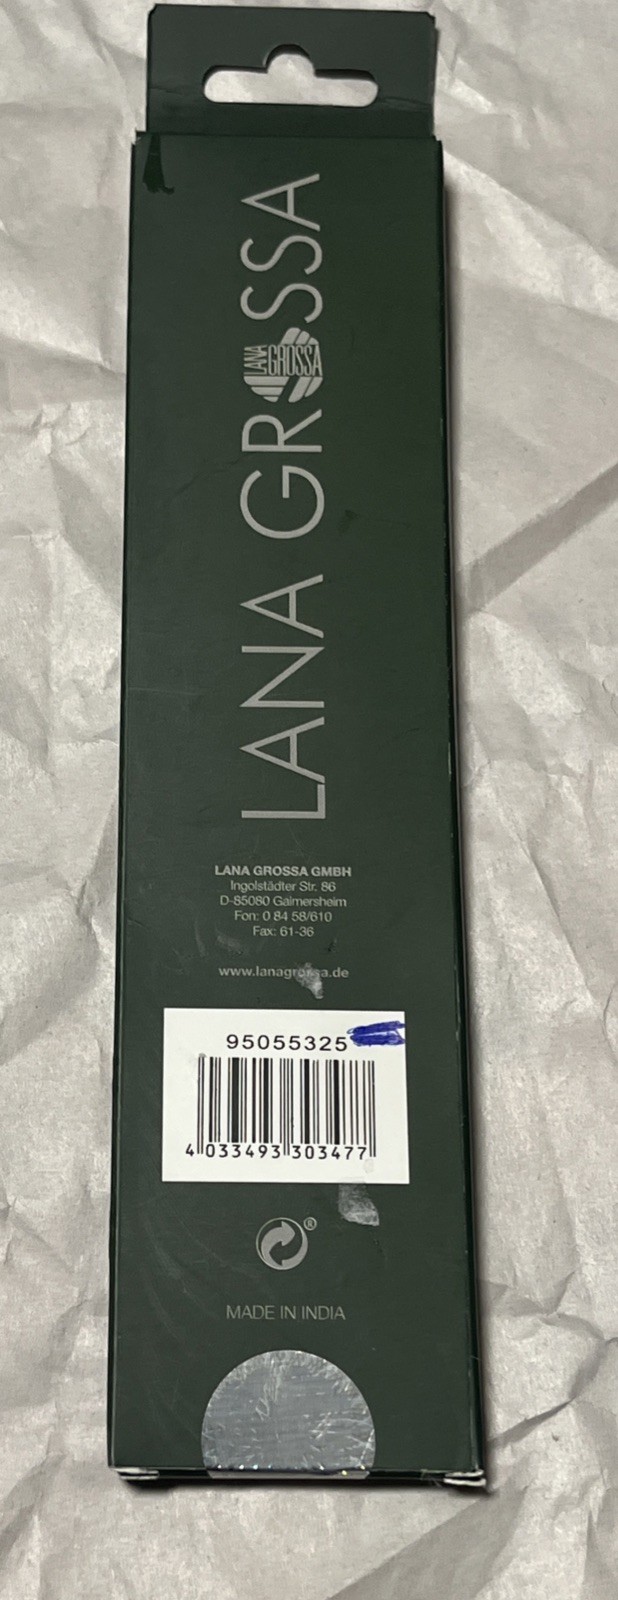 LANA GROSSA
LANA GROSSA
LANA GROSSA GMBH
Ingolstädter Str. 86
D-85080 Gaimersheim
Fon: 0 84 58/610
Fax: 61-36
www.lanagrossa.de
95055325
4 033493 303477
®
MADE IN INDIA